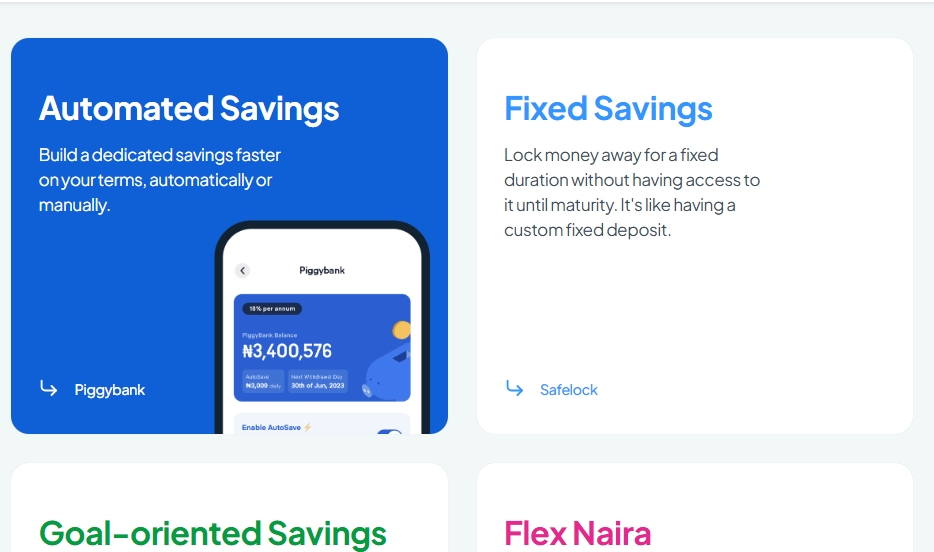 Automated Savings
Build a dedicated savings faster
on your terms, automatically or
manually.
Piggybank
18% per annum
PiggyBank Balance
₦3,400,576
AutoSave
₦3,000 daily
Next Withdrawal Day
30th of Jun, 2023
Enable AutoSave ⚡
Piggybank
Fixed Savings
Lock money away for a fixed
duration without having access to
it until maturity. It's like having a
custom fixed deposit.
Safelock
Goal-oriented Savings
Flex Naira